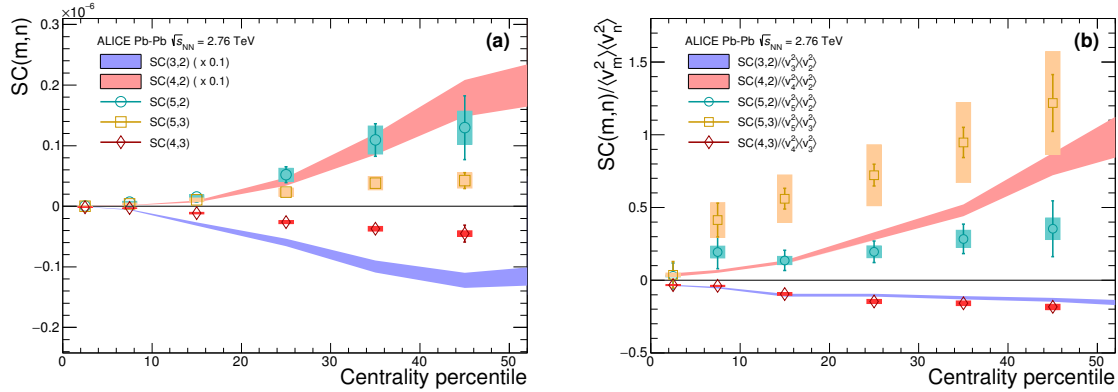 ×10⁻⁶
SC(m,n)
ALICE Pb-Pb √s_NN = 2.76 TeV
(a)
SC(3,2) ( x 0.1)
SC(4,2) ( x 0.1)
SC(5,2)
SC(5,3)
SC(4,3)
0.3
0.2
0.1
0
−0.1
−0.2
0 10 20 30 40 50
Centrality percentile
SC(m,n)/⟨v_m^2⟩⟨v_n^2⟩
ALICE Pb-Pb √s_NN = 2.76 TeV
(b)
SC(3,2)/⟨v_3^2⟩⟨v_2^2⟩
SC(4,2)/⟨v_4^2⟩⟨v_2^2⟩
SC(5,2)/⟨v_5^2⟩⟨v_2^2⟩
SC(5,3)/⟨v_5^2⟩⟨v_3^2⟩
SC(4,3)/⟨v_4^2⟩⟨v_3^2⟩
1.5
1
0.5
0
−0.5
0 10 20 30 40 50
Centrality percentile